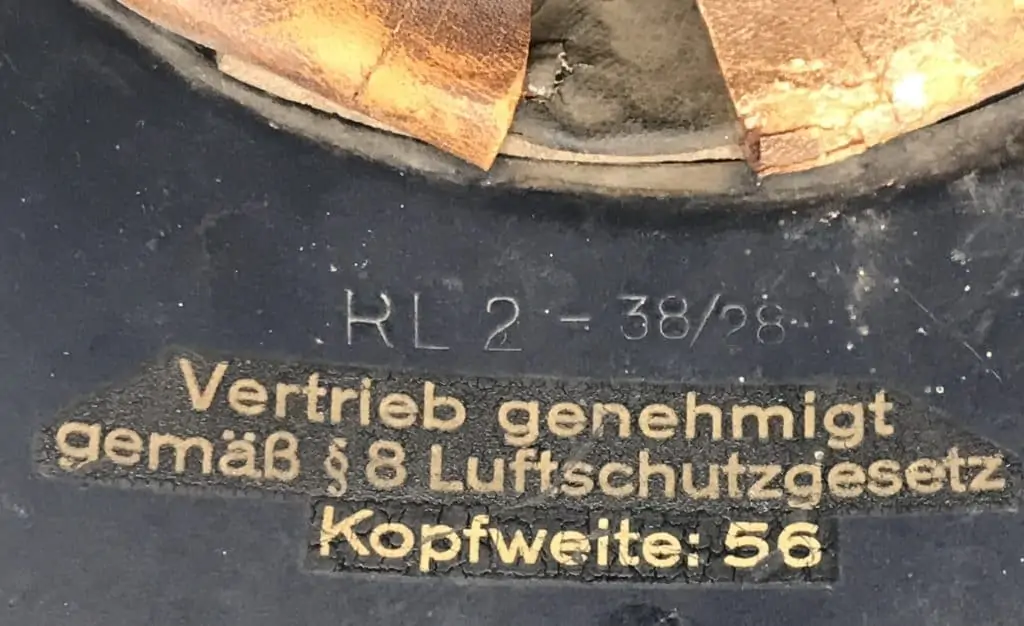 RL 2 - 38/28
Vertrieb genehmigt
gemäß § 8 Luftschutzgesetz
Kopfweite: 56